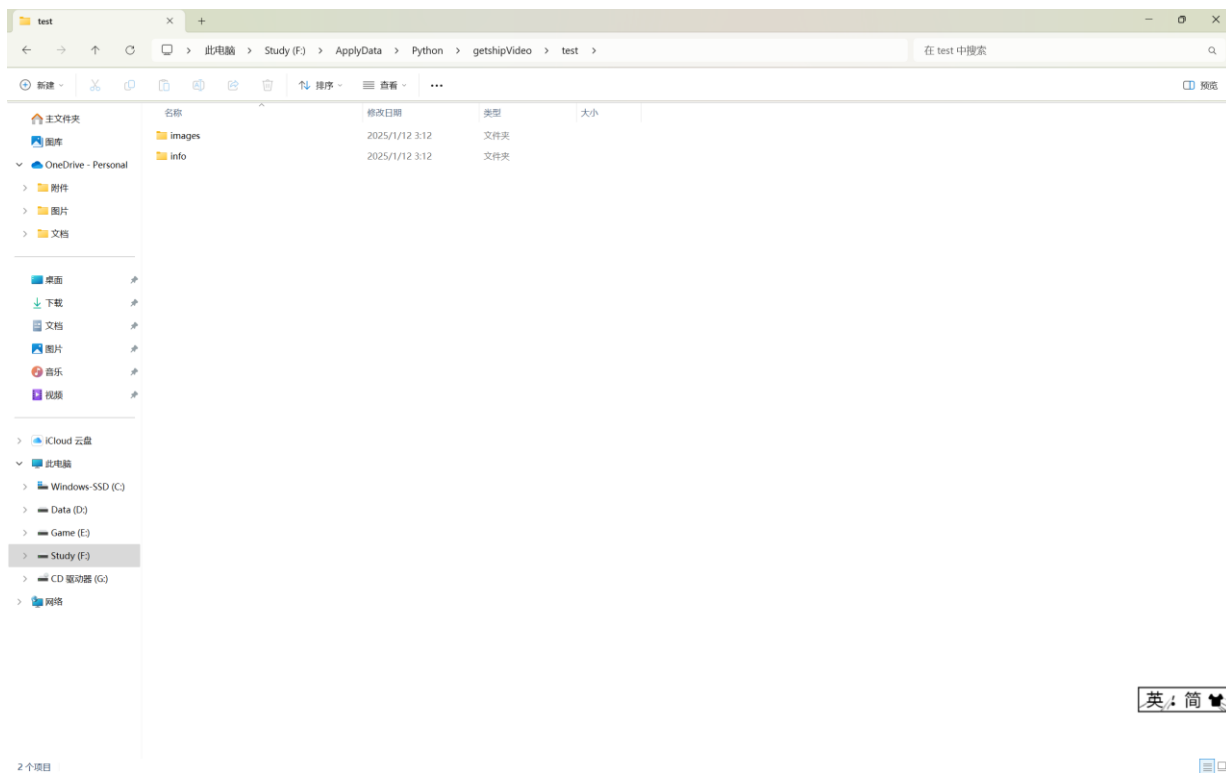 test
此电脑 > Study (F:) > ApplyData > Python > getshipVideo > test >
在 test 中搜索
新建
排序
查看
预览
名称
修改日期
类型
大小
images
2025/1/12 3:12
文件夹
info
2025/1/12 3:12
文件夹
主文件夹
图库
OneDrive - Personal
附件
图片
文档
桌面
下载
文档
图片
音乐
视频
iCloud 云盘
此电脑
Windows-SSD (C:)
Data (D:)
Game (E:)
Study (F:)
CD 驱动器 (G:)
网络
英 简
2 个项目